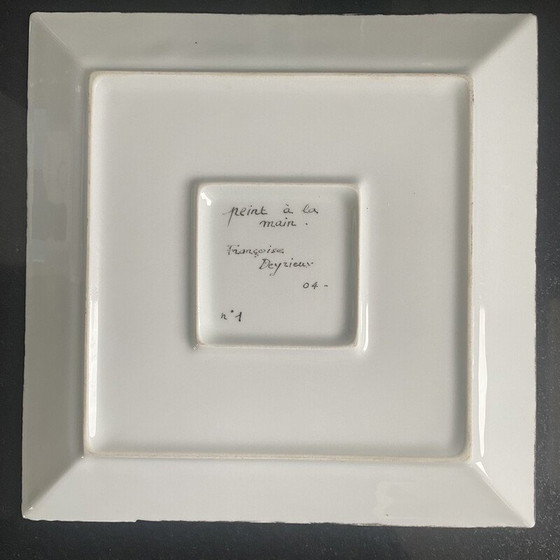 peint à la
main.
Françoise
Deyrieux
04-
n°1